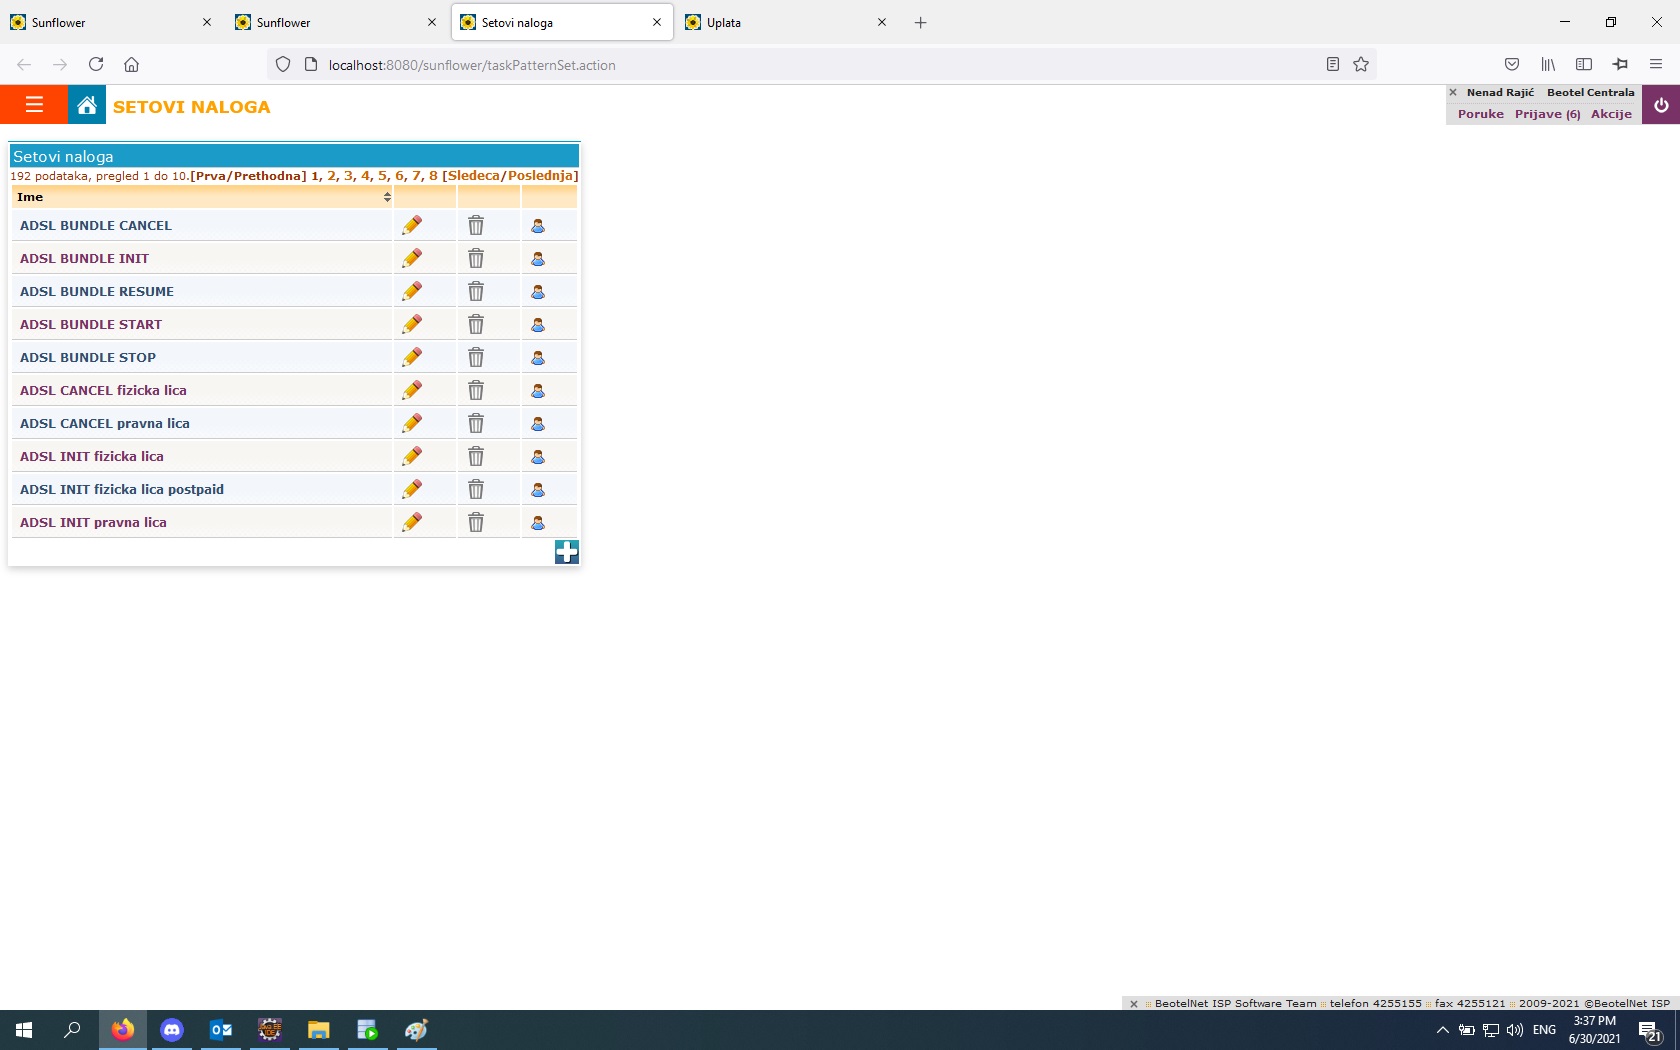 Sunflower
Sunflower
Setovi naloga
Uplata
localhost:8080/sunflower/taskPatternSet.action
SETOVI NALOGA
Nenad Rajić Beotel Centrala
Poruke Prijave (6) Akcije
Setovi naloga
192 podataka, pregled 1 do 10.[Prva/Prethodna] 1, 2, 3, 4, 5, 6, 7, 8 [Sledeca/Poslednja]
Ime
ADSL BUNDLE CANCEL
ADSL BUNDLE INIT
ADSL BUNDLE RESUME
ADSL BUNDLE START
ADSL BUNDLE STOP
ADSL CANCEL fizicka lica
ADSL CANCEL pravna lica
ADSL INIT fizicka lica
ADSL INIT fizicka lica postpaid
ADSL INIT pravna lica
BeotelNet ISP Software Team :: telefon 4255155 :: fax 4255121 :: 2009-2021 ©BeotelNet ISP
ENG
3:37 PM
6/30/2021
21